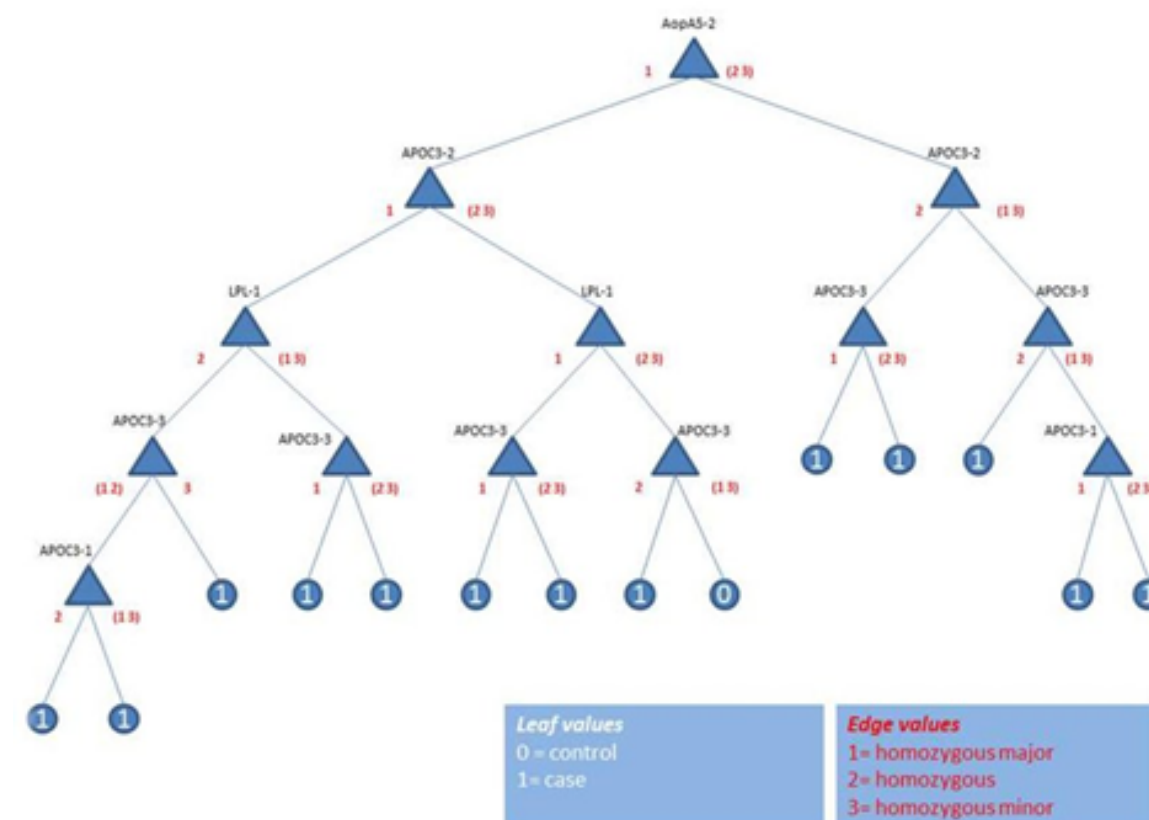 AopA5-2
1 (2 3)
APOC3-2 APOC3-2
1 (2 3) 2 (1 3)
LPL-1 LPL-1 APOC3-3 APOC3-3
2 (1 3) 1 (2 3) 1 (2 3) 2 (1 3)
APOC3-3 APOC3-3 APOC3-3 APOC3-3 APOC3-1
1 1 1
(1 2) 3 1 (2 3) 1 (2 3) 2 (1 3) 1 (2 3
APOC3-1
1 1 1 1 1 1 0 1 1
2 (1 3)
1 1
Leaf values
0 = control
1= case
Edge values
1= homozygous major
2= homozygous
3= homozygous minor